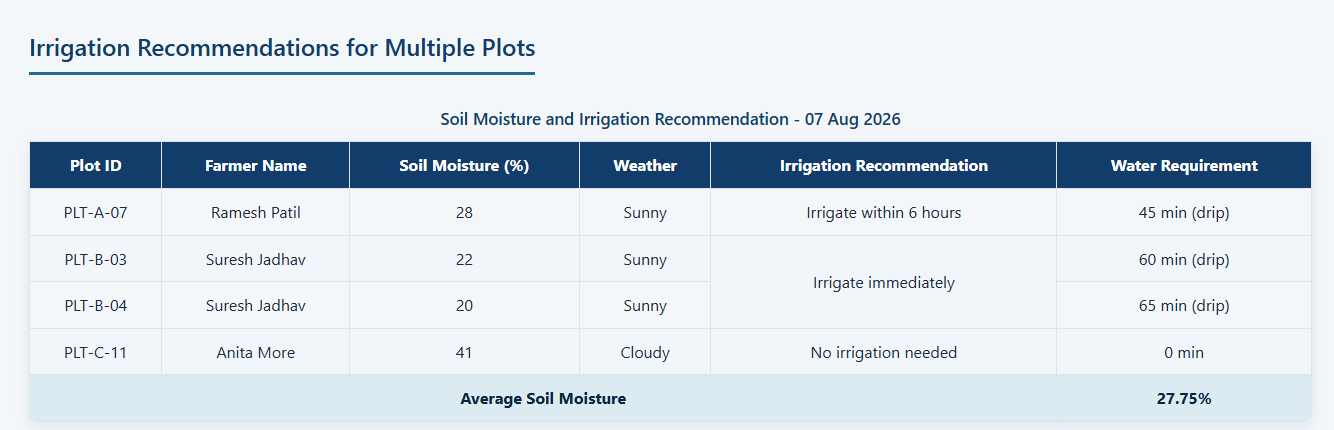 Irrigation Recommendations for Multiple Plots
Soil Moisture and Irrigation Recommendation - 07 Aug 2026
Plot ID Farmer Name Soil Moisture (%) Weather Irrigation Recommendation Water Requirement
PLT-A-07 Ramesh Patil 28 Sunny Irrigate within 6 hours 45 min (drip)
PLT-B-03 Suresh Jadhav 22 Sunny Irrigate immediately 60 min (drip)
PLT-B-04 Suresh Jadhav 20 Sunny 65 min (drip)
PLT-C-11 Anita More 41 Cloudy No irrigation needed 0 min
Average Soil Moisture 27.75%